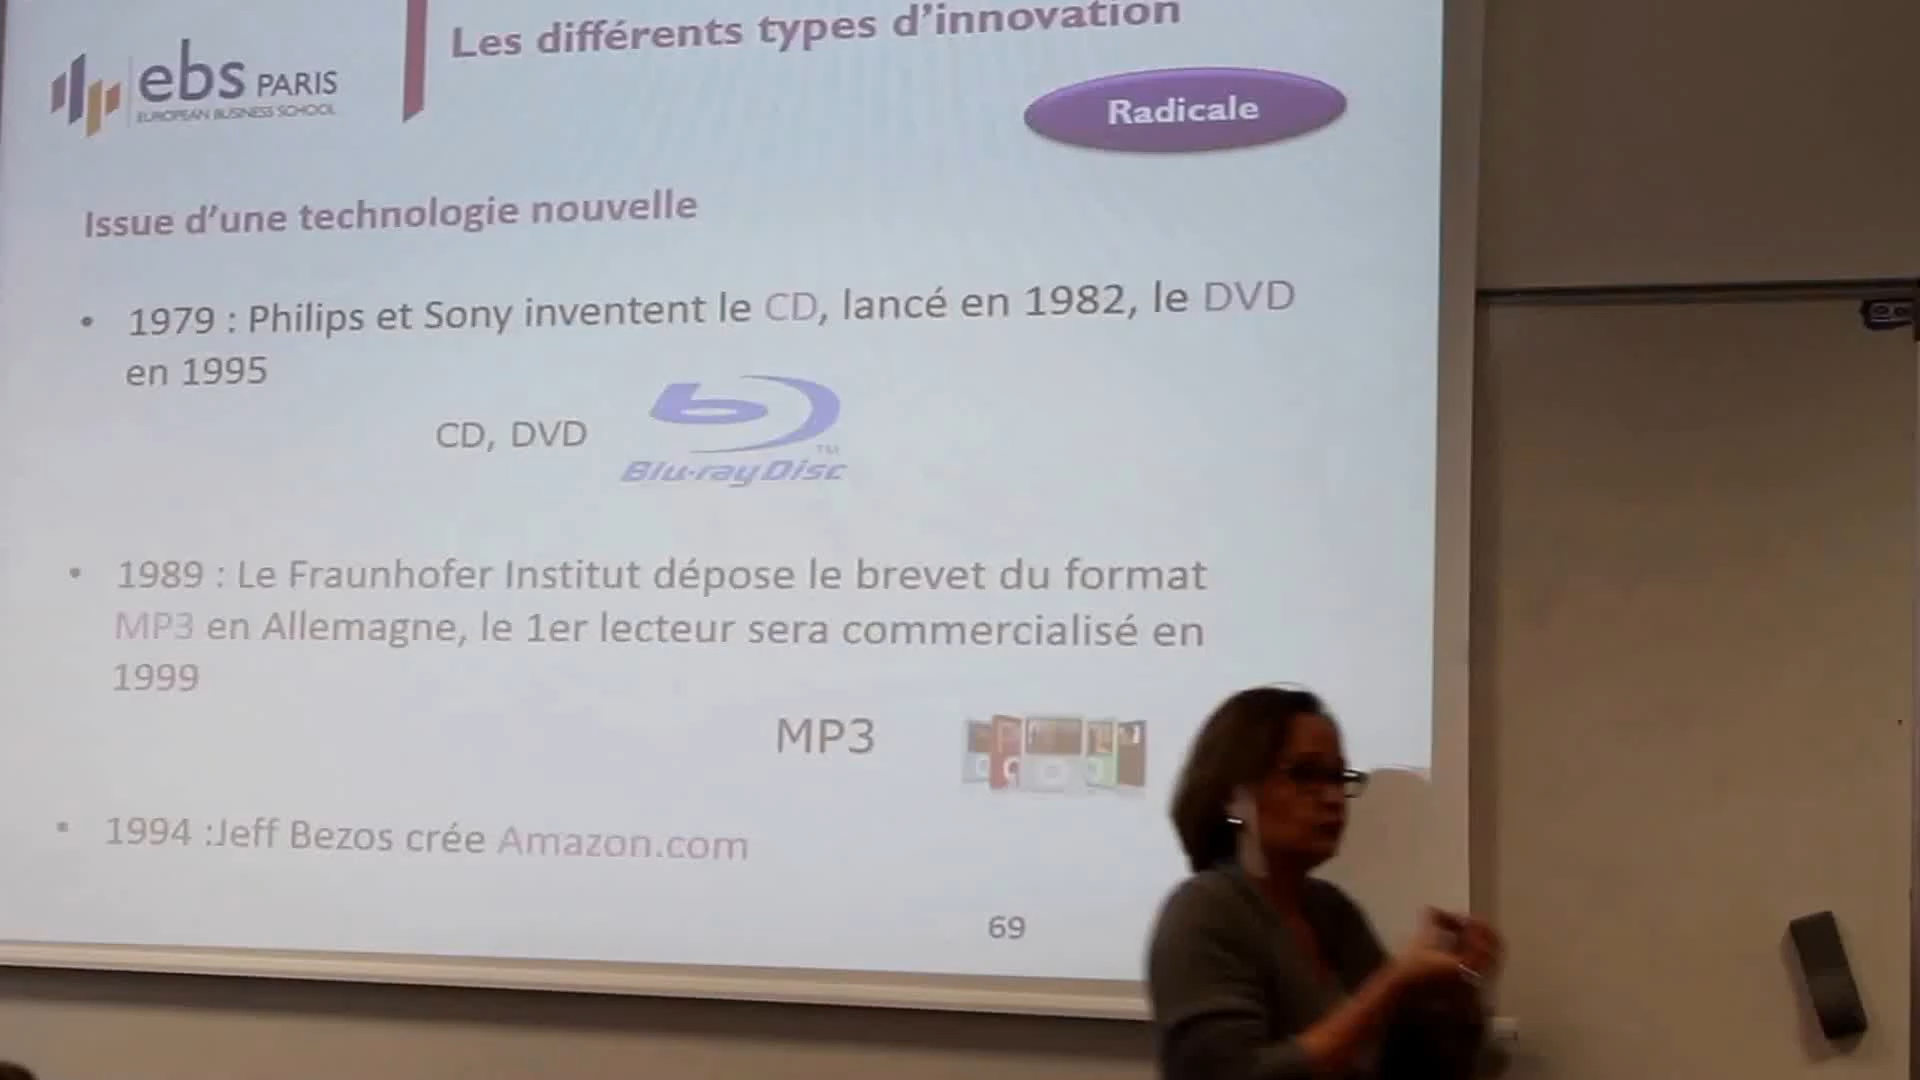 Les différents types d'innovation
ebs PARIS
EUROPEAN BUSINESS SCHOOL
Radicale
Issue d'une technologie nouvelle
• 1979 : Philips et Sony inventent le CD, lancé en 1982, le DVD
en 1995
CD, DVD
Blu-ray Disc
TM
• 1989 : Le Fraunhofer Institut dépose le brevet du format
MP3 en Allemagne, le 1er lecteur sera commercialisé en
1999
MP3
• 1994 :Jeff Bezos crée Amazon.com
69